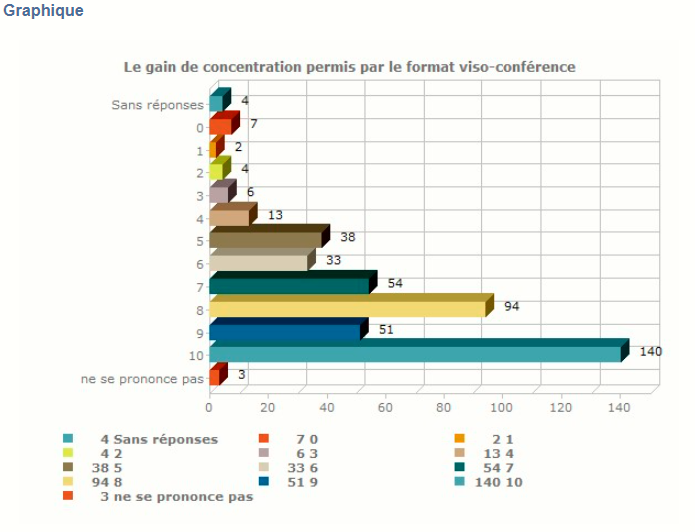 Graphique
Le gain de concentration permis par le format viso-conférence
Sans réponses 4
0 7
1 2
2 4
3 6
4 13
5 38
6 33
7 54
8 94
9 51
10 140
ne se prononce pas 3
0 20 40 60 80 100 120 140
4 Sans réponses 7 0 2 1
4 2 6 3 13 4
38 5 33 6 54 7
94 8 51 9 140 10
3 ne se prononce pas